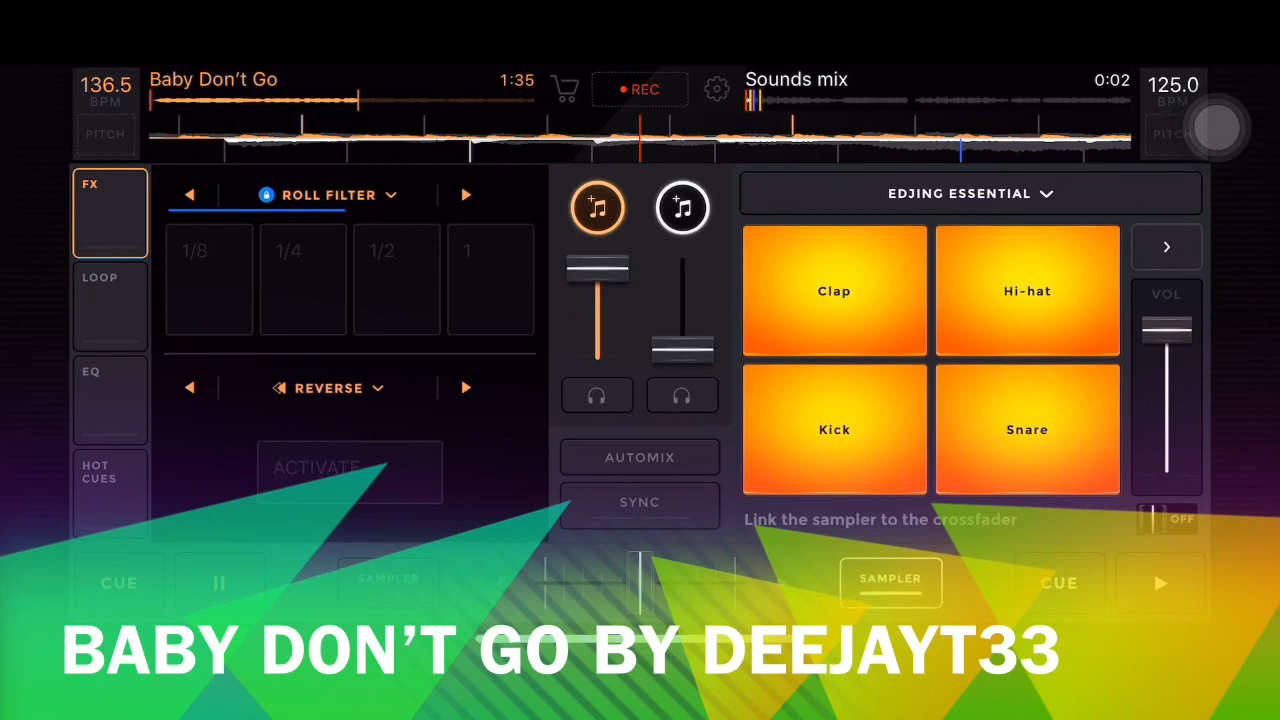 136.5
BPM
PITCH
Baby Don't Go
1:35
REC
Sounds mix
0:02
125.0
BPM
PITCH
FX
LOOP
EQ
HOT
CUES
ROLL FILTER
1/8
1/4
1/2
1
REVERSE
ACTIVATE
AUTOMIX
SYNC
EDJING ESSENTIAL
Clap
Hi-hat
Kick
Snare
VOL
Link the sampler to the crossfader
OFF
CUE
SAMPLER
SAMPLER
CUE
BABY DON'T GO BY DEEJAYT33